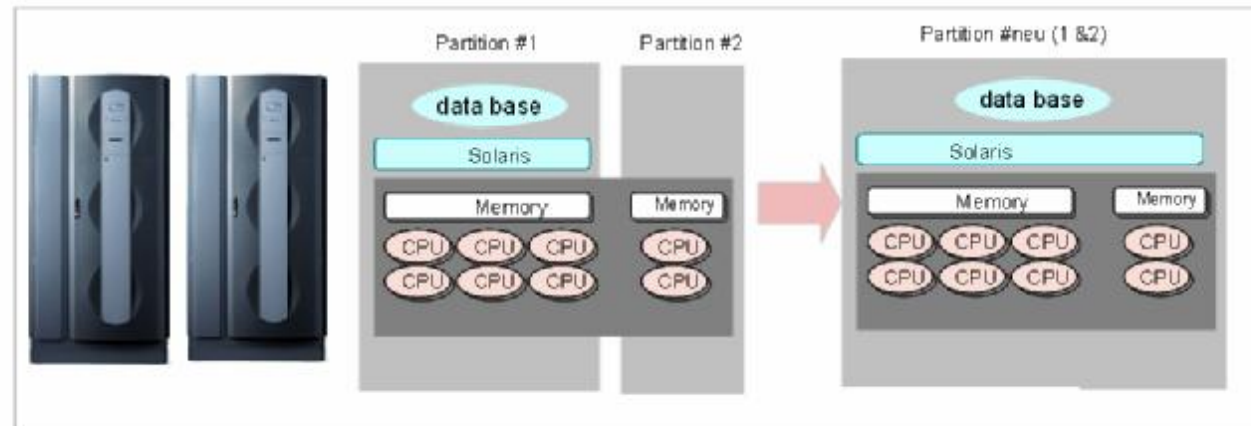 Partition #1
Partition #2
Partition #neu (1 &2)
data base
data base
Solaris
Solaris
Memory
Memory
Memory
Memory
CPU CPU CPU CPU
CPU CPU CPU CPU
CPU CPU CPU CPU
CPU CPU CPU CPU